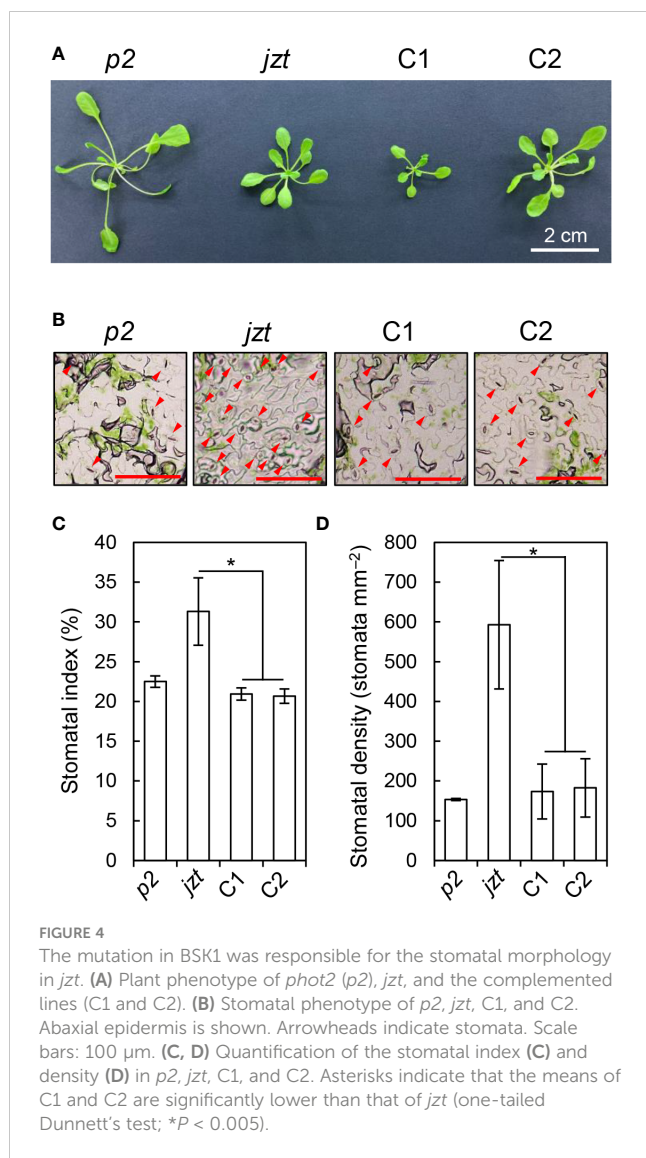 A
p2 jzt C1 C2
2 cm
B
p2 jzt C1 C2
C
Stomatal index (%)
40
35
30
25
20
15
10
5
0
*
p2 jzt C1 C2
D
Stomatal density (stomata mm−2)
800
700
600
500
400
300
200
100
0
*
p2 jzt C1 C2
FIGURE 4
The mutation in BSK1 was responsible for the stomatal morphology
in jzt. (A) Plant phenotype of phot2 (p2), jzt, and the complemented
lines (C1 and C2). (B) Stomatal phenotype of p2, jzt, C1, and C2.
Abaxial epidermis is shown. Arrowheads indicate stomata. Scale
bars: 100 μm. (C, D) Quantification of the stomatal index (C) and
density (D) in p2, jzt, C1, and C2. Asterisks indicate that the means of
C1 and C2 are significantly lower than that of jzt (one-tailed
Dunnett’s test; *P < 0.005).